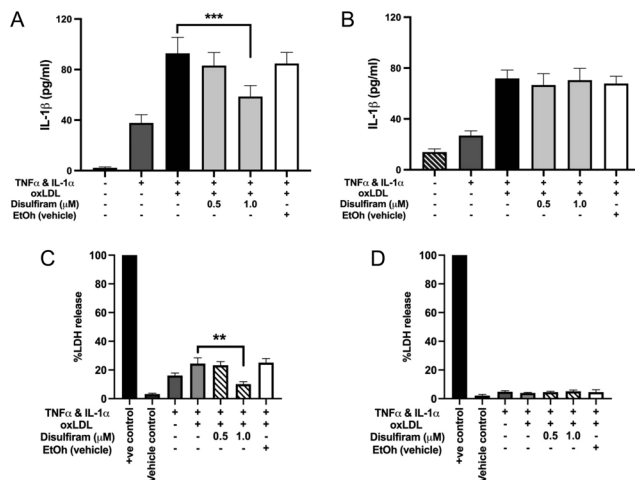 A
***
IL-1β (pg/ml)
120
80
40
0
TNFα & IL-1α - + + + + +
oxLDL - - + + + +
Disulfiram (μM) - - - 0.5 1.0 -
EtOh (vehicle) - - - - - +
B
IL-1β (pg/ml)
120
80
40
0
TNFα & IL-1α - + + + + +
oxLDL - - + + + +
Disulfiram (μM) - - - 0.5 1.0 -
EtOh (vehicle) - - - - - +
C
**
%LDH release
100
80
60
40
20
0
+ve control
Vehicle control
TNFα & IL-1α + + + + +
oxLDL - + + + +
Disulfiram (μM) - - 0.5 1.0 -
EtOh (vehicle) - - - - +
D
%LDH release
100
80
60
40
20
0
+ve control
Vehicle control
TNFα & IL-1α + + + + +
oxLDL - + + + +
Disulfiram (μM) - - 0.5 1.0 -
EtOh (vehicle) - - - - +